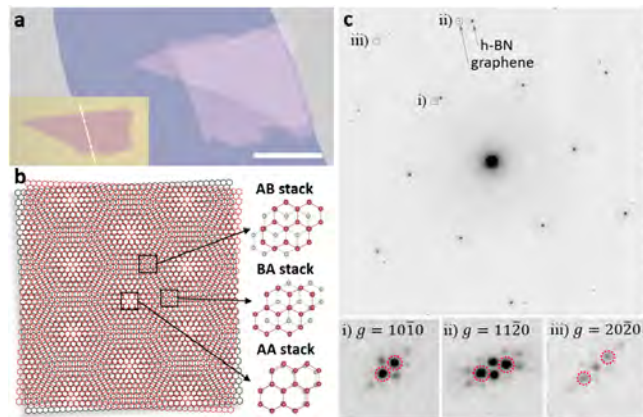 a
b
AB stack
BA stack
AA stack
c
ii)
iii)
h-BN
graphene
i)
i) g = 101̅0
ii) g = 112̅0
iii) g = 202̅0